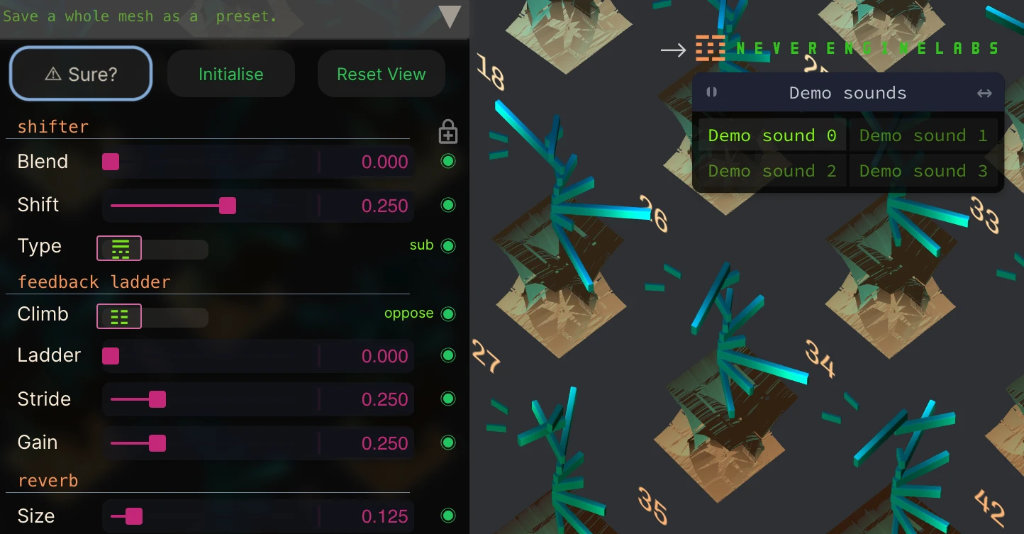 Save a whole mesh as a preset.
⚠ Sure?
Initialise
Reset View
shifter
Blend 0.000
Shift 0.250
Type sub
feedback ladder
Climb oppose
Ladder 0.000
Stride 0.250
Gain 0.250
reverb
Size 0.125
NEVERENGINELABS
Demo sounds
Demo sound 0
Demo sound 1
Demo sound 2
Demo sound 3
18
26
33
27
34
35
42